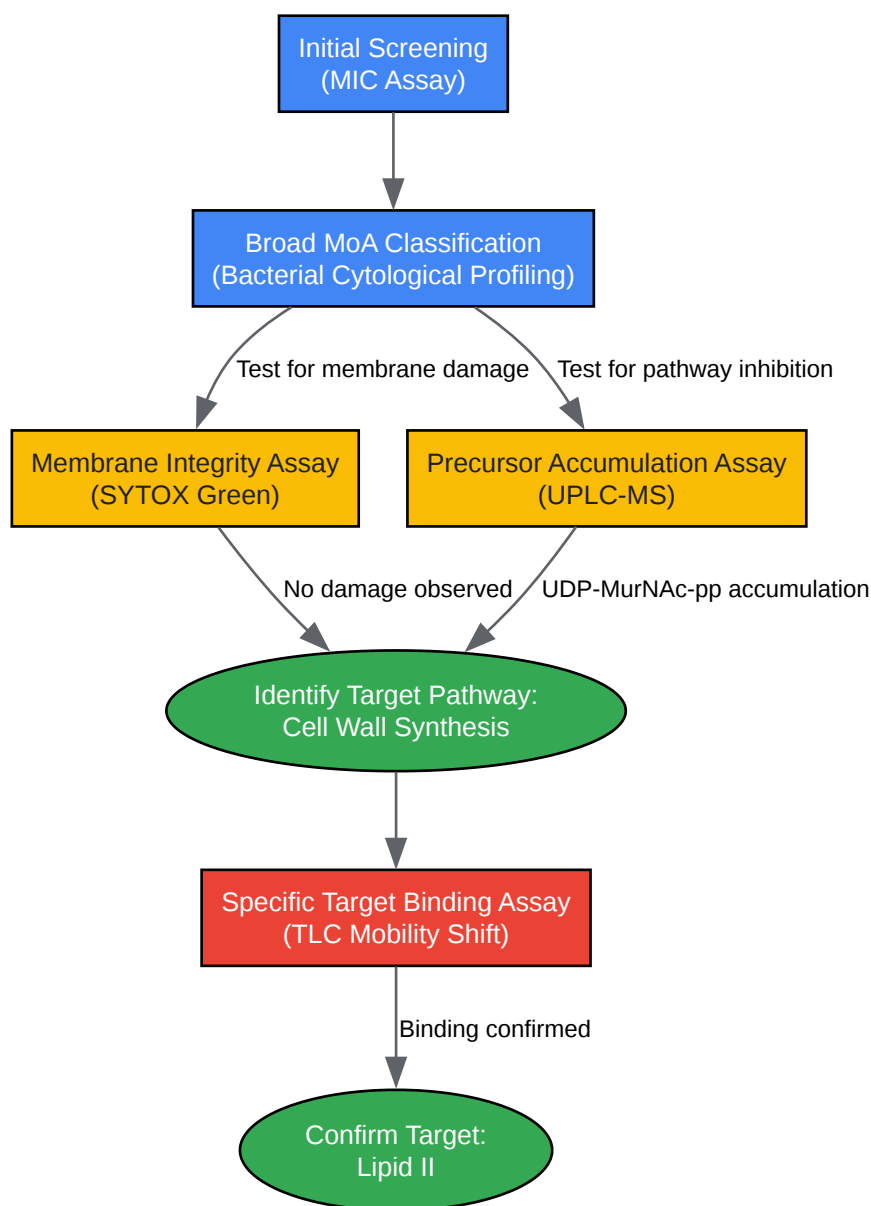 Initial Screening
(MIC Assay)
Broad MoA Classification
(Bacterial Cytological Profiling)
Test for membrane damage
Test for pathway inhibition
Membrane Integrity Assay
(SYTOX Green)
Precursor Accumulation Assay
(UPLC-MS)
No damage observed
UDP-MurNAc-pp accumulation
Identify Target Pathway:
Cell Wall Synthesis
Specific Target Binding Assay
(TLC Mobility Shift)
Binding confirmed
Confirm Target:
Lipid II